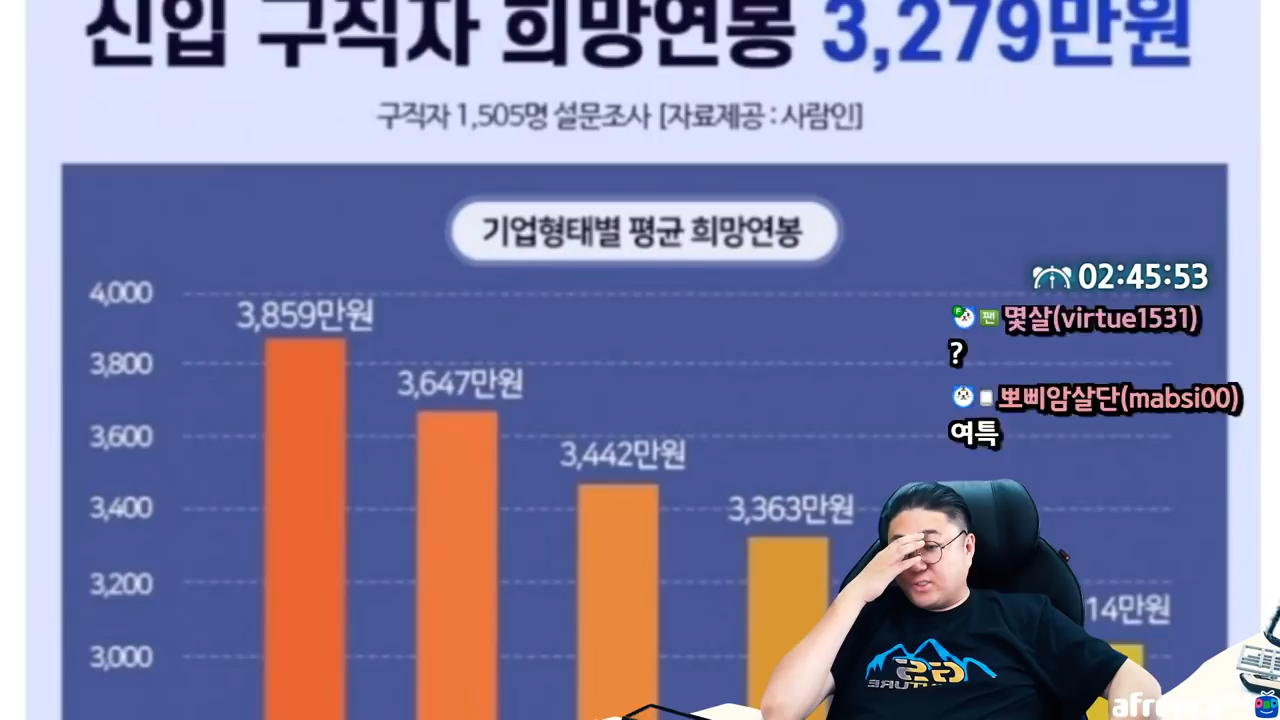 신입 구직자 희망연봉 3,279만원
구직자 1,505명 설문조사 [자료제공 : 사람인]
기업형태별 평균 희망연봉
4,000
3,800
3,600
3,400
3,200
3,000
3,859만원
3,647만원
3,442만원
3,363만원
14만원
02:45:53
몇살(virtue1531)
?
뽀삐암살단(mabsi00)
여특